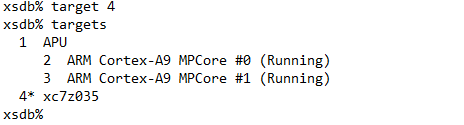 xsdb% target 4
xsdb% targets
  1  APU
     2  ARM Cortex-A9 MPCore #0 (Running)
     3  ARM Cortex-A9 MPCore #1 (Running)
  4* xc7z035
xsdb%